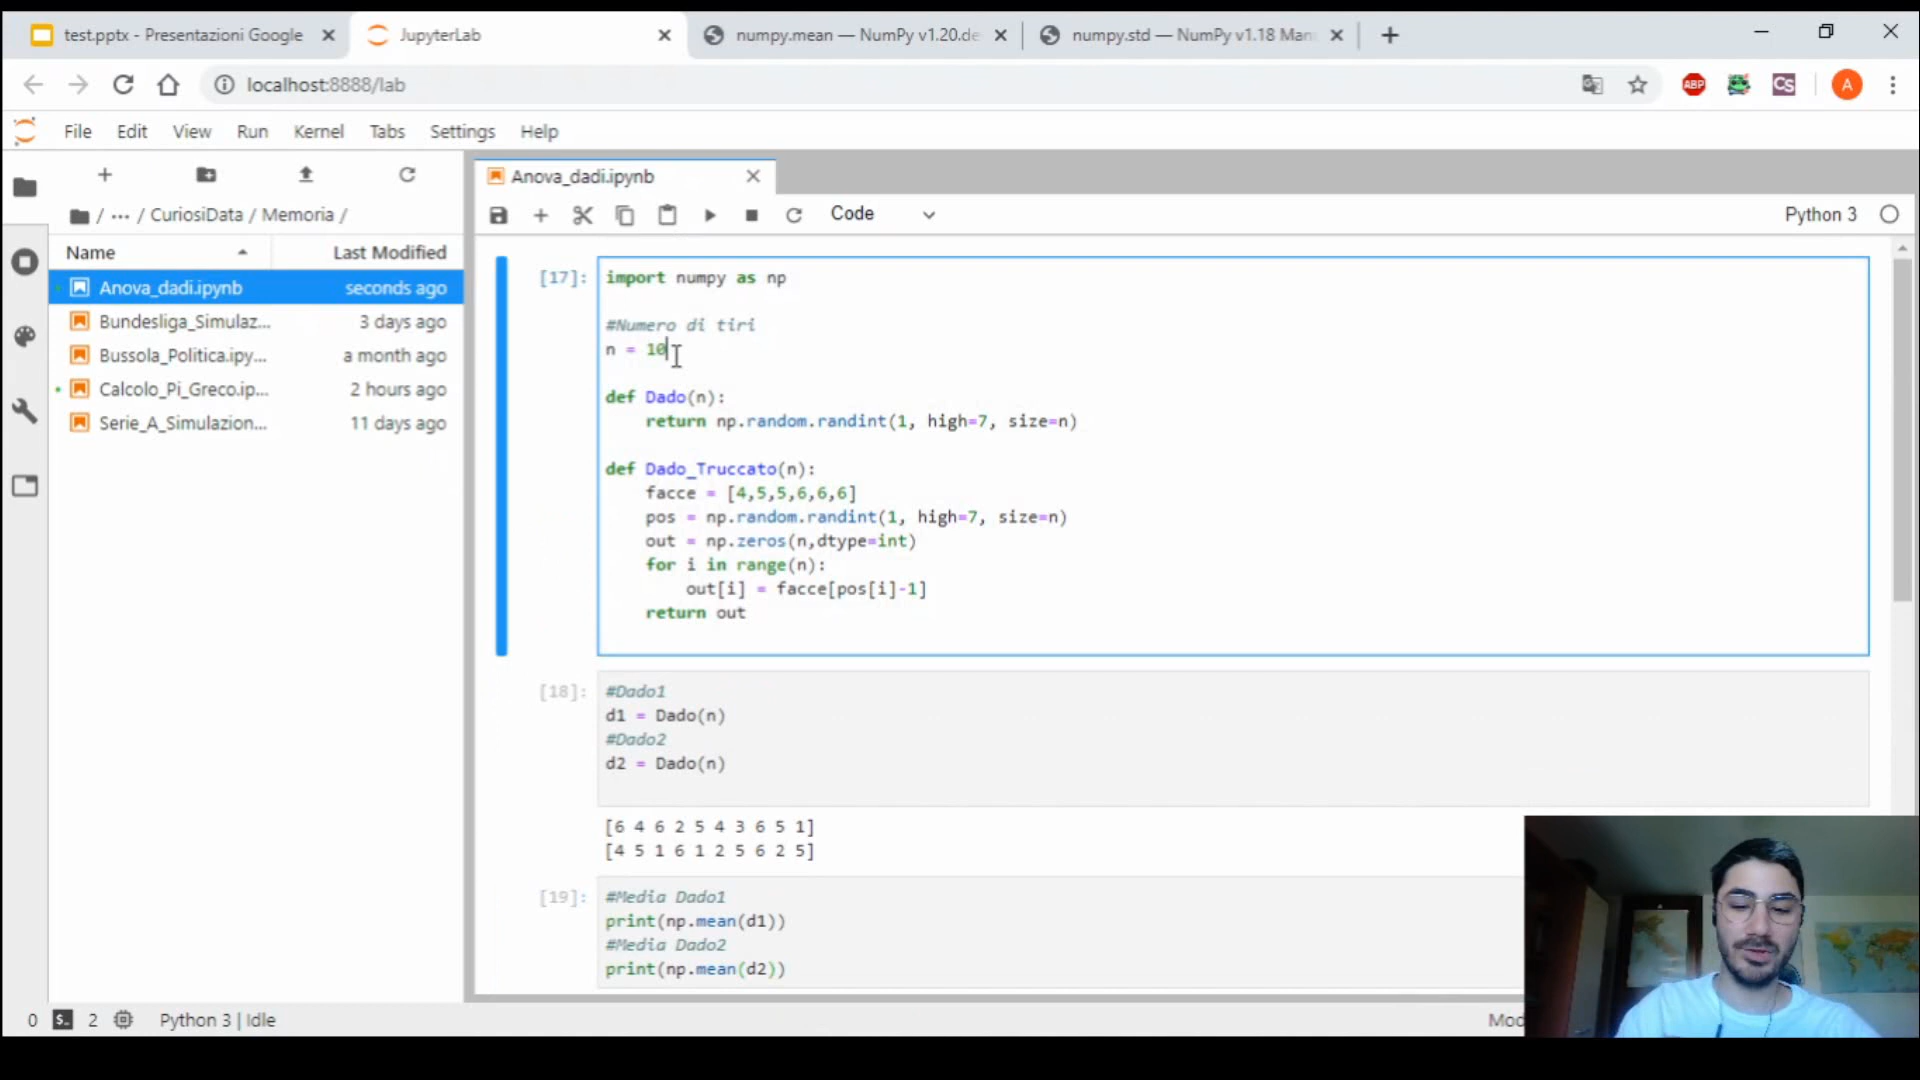 test.pptx - Presentazioni Google
JupyterLab
numpy.mean — NumPy v1.20.de
numpy.std — NumPy v1.18 Man
localhost:8888/lab
ABP
CS
A
File Edit View Run Kernel Tabs Settings Help
/ ··· / CuriosiData / Memoria /
Name Last Modified
Anova_dadi.ipynb seconds ago
Bundesliga_Simulaz... 3 days ago
Bussola_Politica.ipy... a month ago
Calcolo_Pi_Greco.ip... 2 hours ago
Serie_A_Simulazion... 11 days ago
Anova_dadi.ipynb
Code
Python 3
[17]:
import numpy as np
#Numero di tiri
n = 10
def Dado(n):
return np.random.randint(1, high=7, size=n)
def Dado_Truccato(n):
facce = [4,5,5,6,6,6]
pos = np.random.randint(1, high=7, size=n)
out = np.zeros(n,dtype=int)
for i in range(n):
out[i] = facce[pos[i]-1]
return out
[18]:
#Dado1
d1 = Dado(n)
#Dado2
d2 = Dado(n)
[6 4 6 2 5 4 3 6 5 1]
[4 5 1 6 1 2 5 6 2 5]
[19]:
#Media Dado1
print(np.mean(d1))
#Media Dado2
print(np.mean(d2))
0 2 Python 3 | Idle
Mod